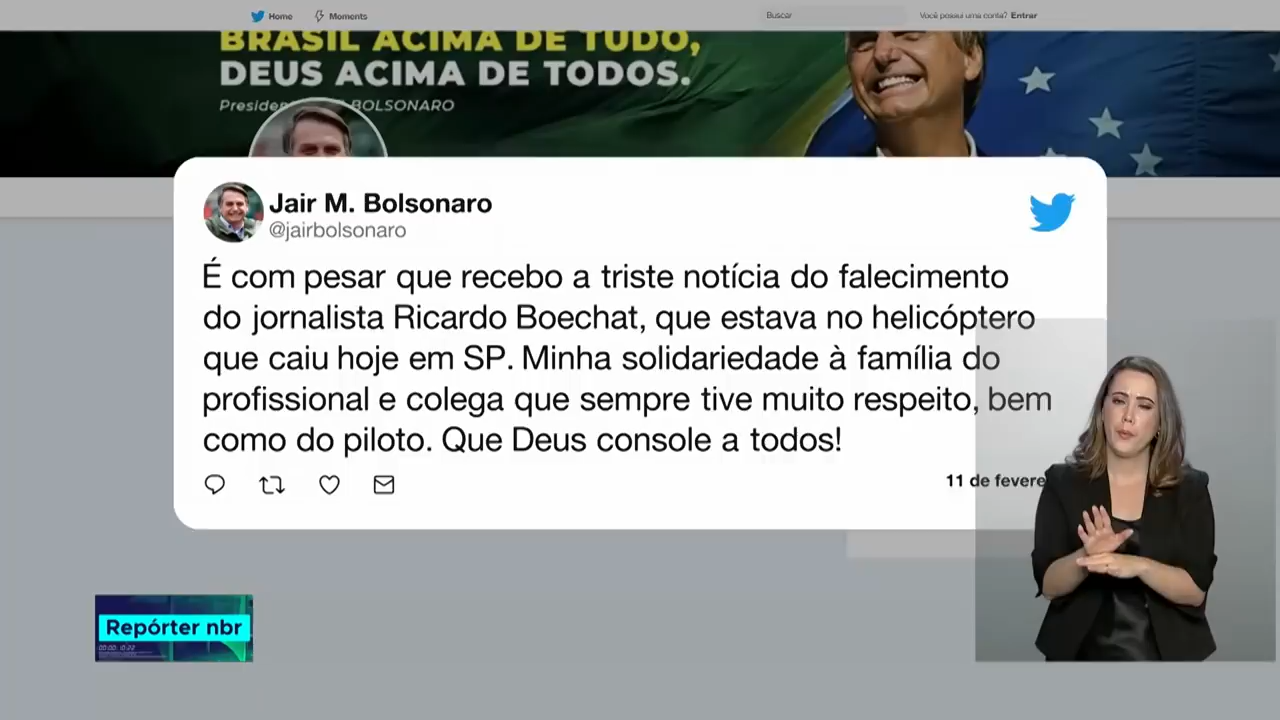 Home
Moments
Buscar
Você possui uma conta? Entrar
BRASIL ACIMA DE TUDO,
DEUS ACIMA DE TODOS.
BOLSONARO
Jair M. Bolsonaro
@jairbolsonaro
É com pesar que recebo a triste notícia do falecimento
do jornalista Ricardo Boechat, que estava no helicóptero
que caiu hoje em SP. Minha solidariedade à família do
profissional e colega que sempre tive muito respeito, bem
como do piloto. Que Deus console a todos!
11 de fevere
Repórter nbr